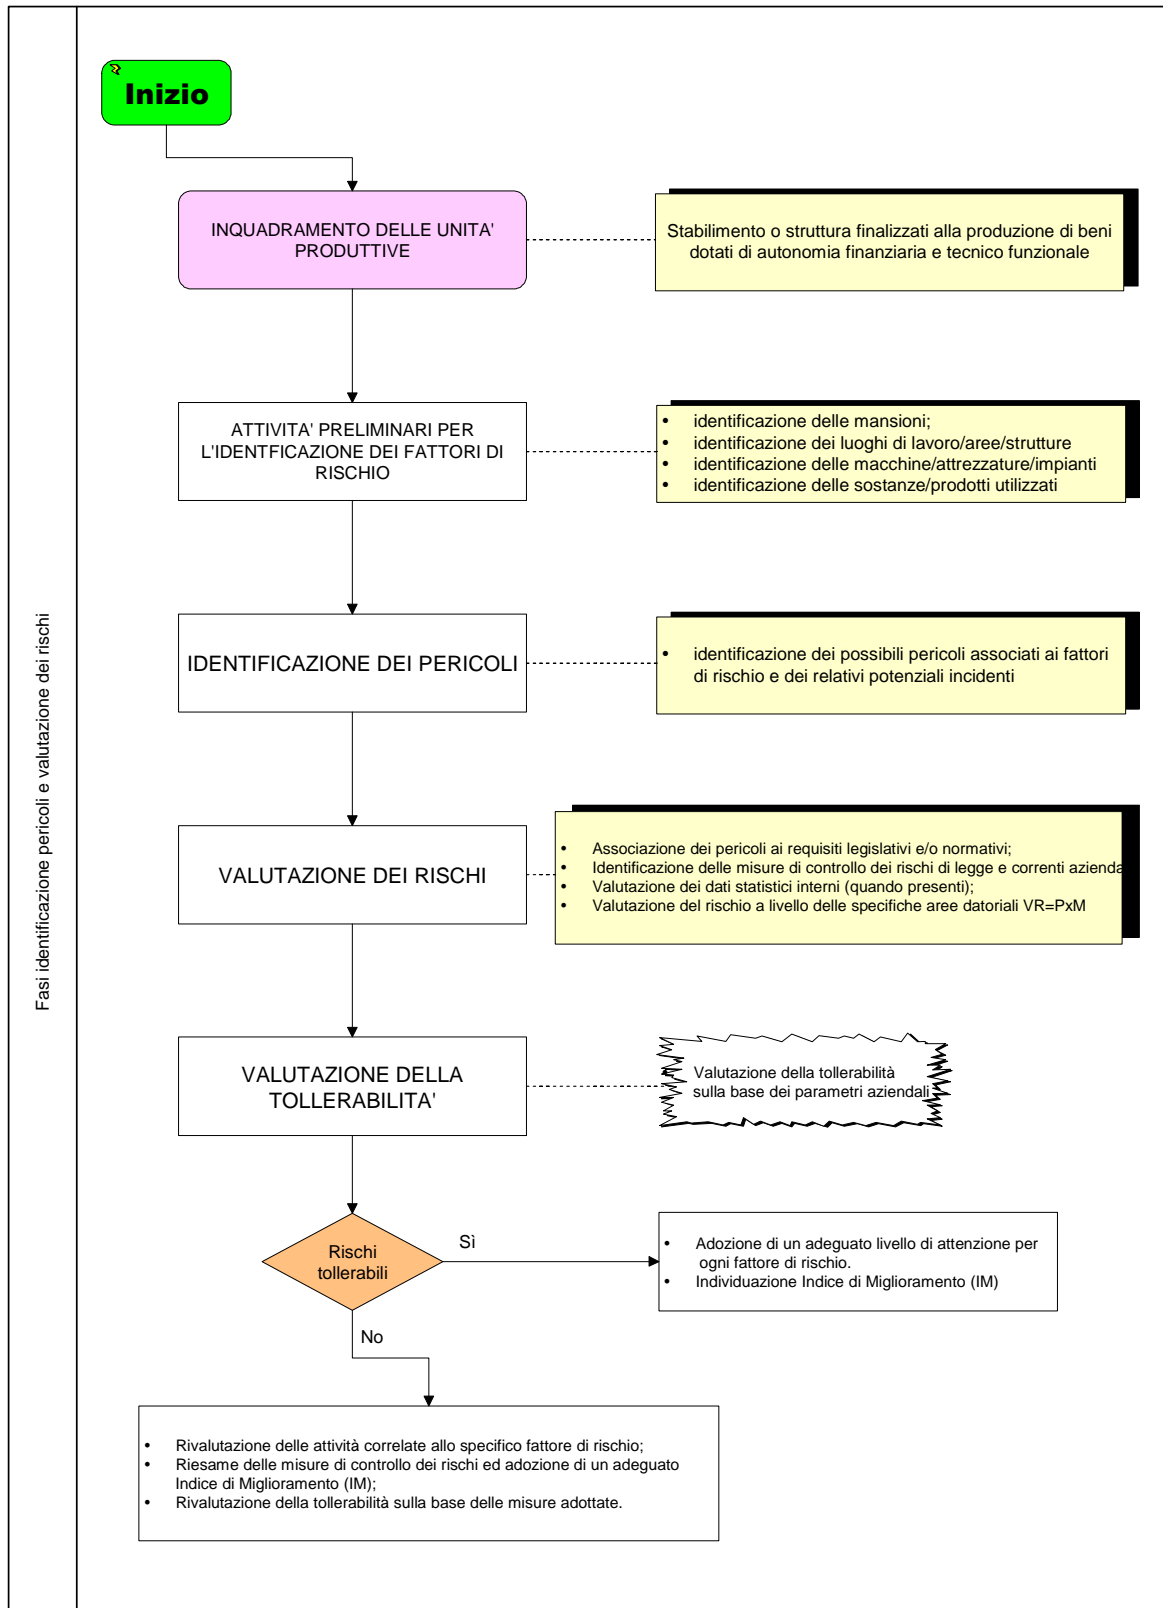 Fasi identificazione pericoli e valutazione dei rischi
Inizio
INQUADRAMENTO DELLE UNITA'
PRODUTTIVE
Stabilimento o struttura finalizzati alla produzione di beni
dotati di autonomia finanziaria e tecnico funzionale
ATTIVITA' PRELIMINARI PER
L'IDENTFICAZIONE DEI FATTORI DI
RISCHIO
• identificazione delle mansioni;
• identificazione dei luoghi di lavoro/aree/strutture
• identificazione delle macchine/attrezzature/impianti
• identificazione delle sostanze/prodotti utilizzati
IDENTIFICAZIONE DEI PERICOLI
• identificazione dei possibili pericoli associati ai fattori
di rischio e dei relativi potenziali incidenti
VALUTAZIONE DEI RISCHI
• Associazione dei pericoli ai requisiti legislativi e/o normativi;
• Identificazione delle misure di controllo dei rischi di legge e correnti azienda
• Valutazione dei dati statistici interni (quando presenti);
• Valutazione del rischio a livello delle specifiche aree datoriali VR=PxM
VALUTAZIONE DELLA
TOLLERABILITA'
Valutazione della tollerabilità
sulla base dei parametri aziendali
Rischi
tollerabili
Sì
• Adozione di un adeguato livello di attenzione per
ogni fattore di rischio.
• Individuazione Indice di Miglioramento (IM)
No
• Rivalutazione delle attività correlate allo specifico fattore di rischio;
• Riesame delle misure di controllo dei rischi ed adozione di un adeguato
Indice di Miglioramento (IM);
• Rivalutazione della tollerabilità sulla base delle misure adottate.